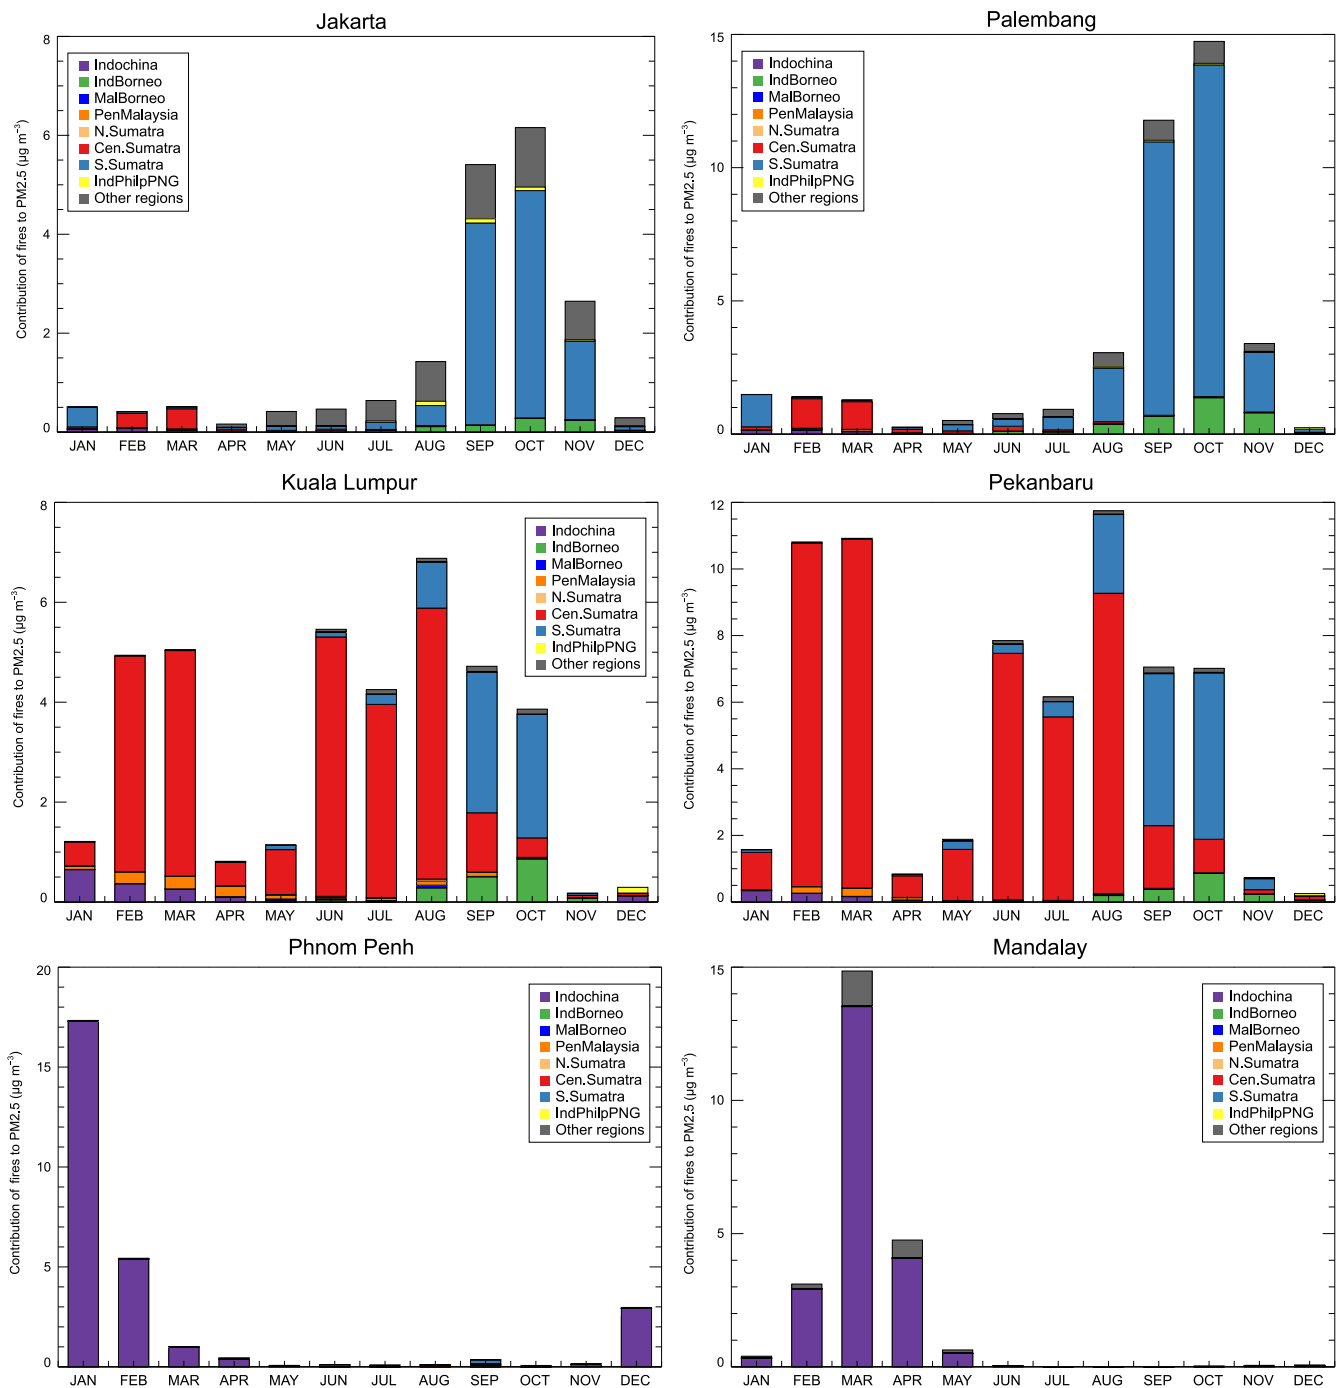 Jakarta
Contribution of fires to PM2.5 (µg m⁻³)
8
6
4
2
0
Indochina
IndBorneo
MalBorneo
PenMalaysia
N.Sumatra
Cen.Sumatra
S.Sumatra
IndPhilpPNG
Other regions
JAN FEB MAR APR MAY JUN JUL AUG SEP OCT NOV DEC
Palembang
Contribution of fires to PM2.5 (µg m⁻³)
15
10
5
0
Indochina
IndBorneo
MalBorneo
PenMalaysia
N.Sumatra
Cen.Sumatra
S.Sumatra
IndPhilpPNG
Other regions
JAN FEB MAR APR MAY JUN JUL AUG SEP OCT NOV DEC
Kuala Lumpur
Contribution of fires to PM2.5 (µg m⁻³)
8
6
4
2
0
Indochina
IndBorneo
MalBorneo
PenMalaysia
N.Sumatra
Cen.Sumatra
S.Sumatra
IndPhilpPNG
Other regions
JAN FEB MAR APR MAY JUN JUL AUG SEP OCT NOV DEC
Pekanbaru
Contribution of fires to PM2.5 (µg m⁻³)
12
10
8
6
4
2
0
JAN FEB MAR APR MAY JUN JUL AUG SEP OCT NOV DEC
Phnom Penh
Contribution of fires to PM2.5 (µg m⁻³)
20
15
10
5
0
Indochina
IndBorneo
MalBorneo
PenMalaysia
N.Sumatra
Cen.Sumatra
S.Sumatra
IndPhilpPNG
Other regions
JAN FEB MAR APR MAY JUN JUL AUG SEP OCT NOV DEC
Mandalay
Contribution of fires to PM2.5 (µg m⁻³)
15
10
5
0
Indochina
IndBorneo
MalBorneo
PenMalaysia
N.Sumatra
Cen.Sumatra
S.Sumatra
IndPhilpPNG
Other regions
JAN FEB MAR APR MAY JUN JUL AUG SEP OCT NOV DEC